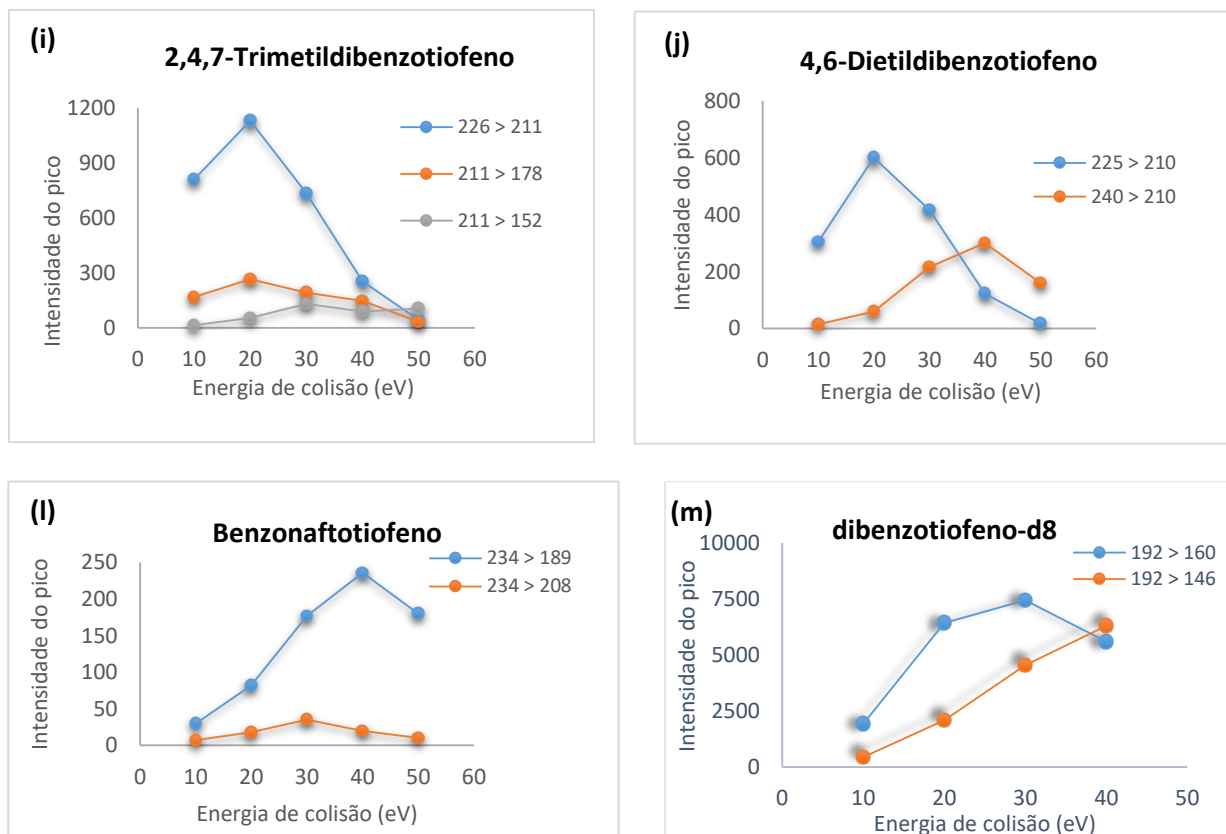 (i)
2,4,7-Trimetildibenzotiofeno
Intensidade do pico
1200
900
600
300
0
0 10 20 30 40 50 60
Energia de colisão (eV)
226 > 211
211 > 178
211 > 152
(j)
4,6-Dietildibenzotiofeno
Intensidade do pico
800
600
400
200
0
0 10 20 30 40 50 60
Energia de colisão (eV)
225 > 210
240 > 210
(l)
Benzonaftotiofeno
234 > 189
234 > 208
Intensidade do pico
250
200
150
100
50
0
0 10 20 30 40 50 60
Energia de colisão (eV)
(m)
dibenzotiofeno-d8
192 > 160
192 > 146
Intensidade do pico
10000
7500
5000
2500
0
0 10 20 30 40 50
Energia de colisão (eV)